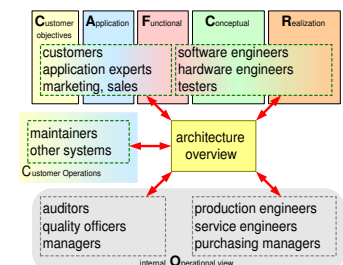 Customer objectives
Application
Functional
Conceptual
Realization
customers
application experts
marketing, sales
software engineers
hardware engineers
testers
maintainers
other systems
Customer Operations
architecture
overview
auditors
quality officers
managers
production engineers
service engineers
purchasing managers
internal Operational view